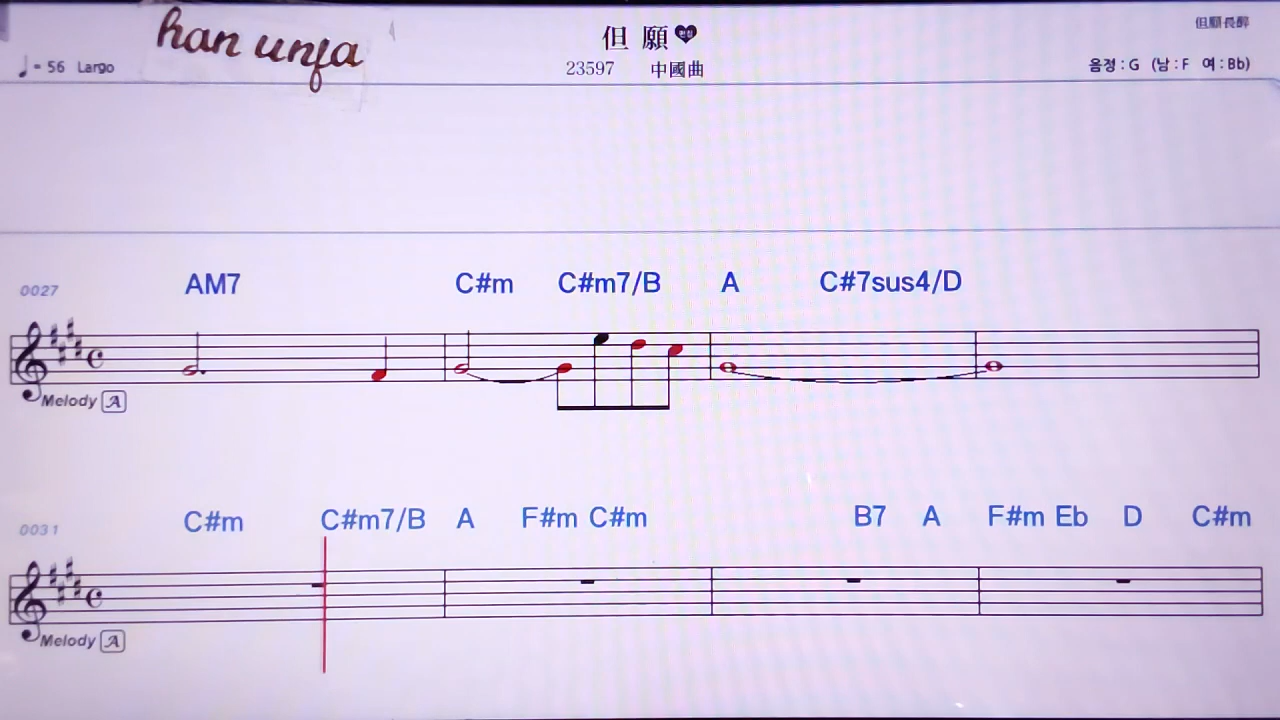 han unja
但願
但願長醉
♩= 56 Largo
23597 中國曲
음정 : G (남 : F 여 : Bb)
0027
AM7 C#m C#m7/B A C#7sus4/D
Melody A
0031
C#m C#m7/B A F#m C#m B7 A F#m Eb D C#m
Melody A